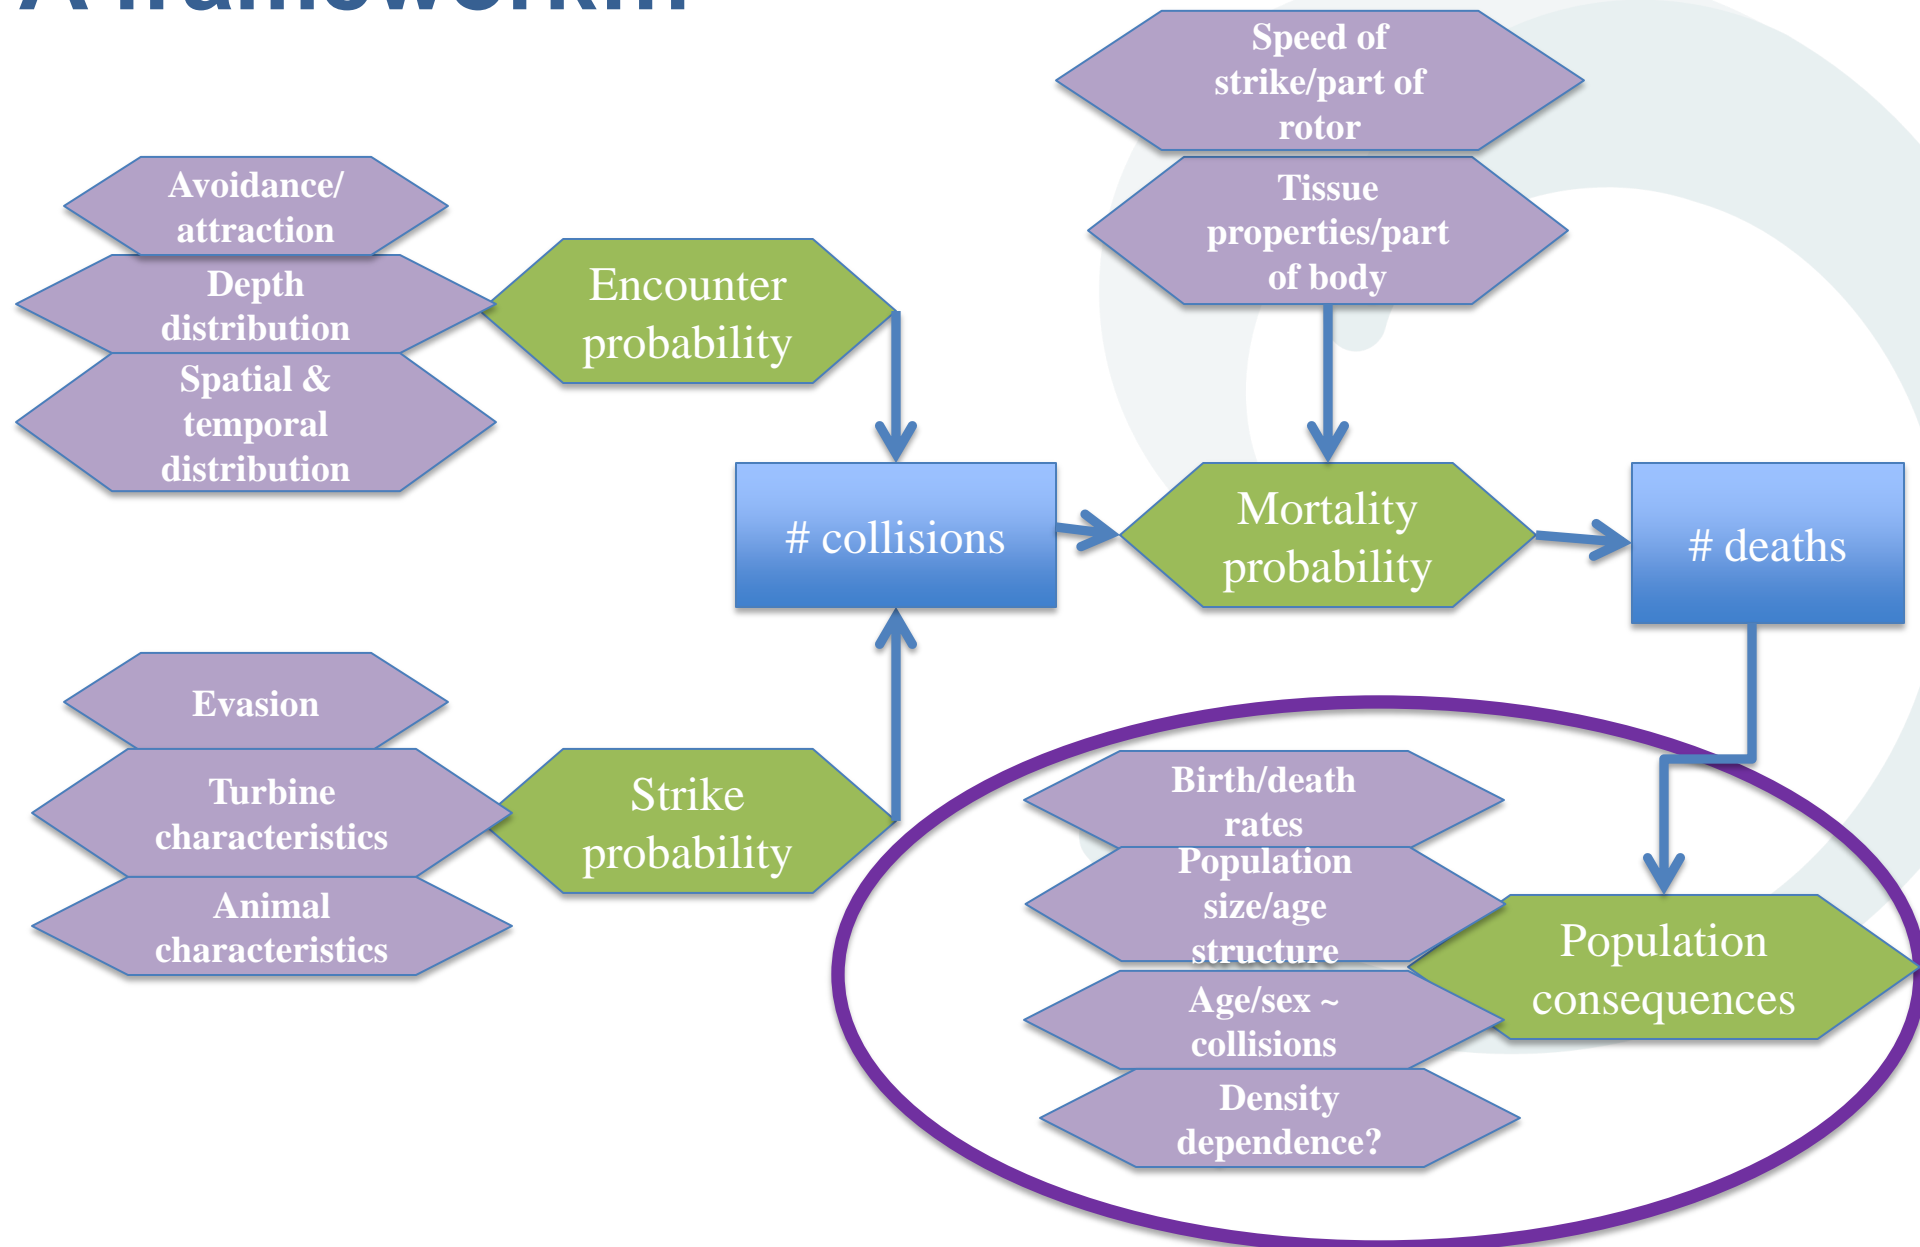 A framework...
Speed of
strike/part of
rotor
Tissue
properties/part
of body
Avoidance/
attraction
Depth
distribution
Spatial &
temporal
distribution
Encounter
probability
# collisions
Mortality
probability
# deaths
Evasion
Turbine
characteristics
Animal
characteristics
Strike
probability
Birth/death
rates
Population
size/age
structure
Age/sex ~
collisions
Density
dependence?
Population
consequences